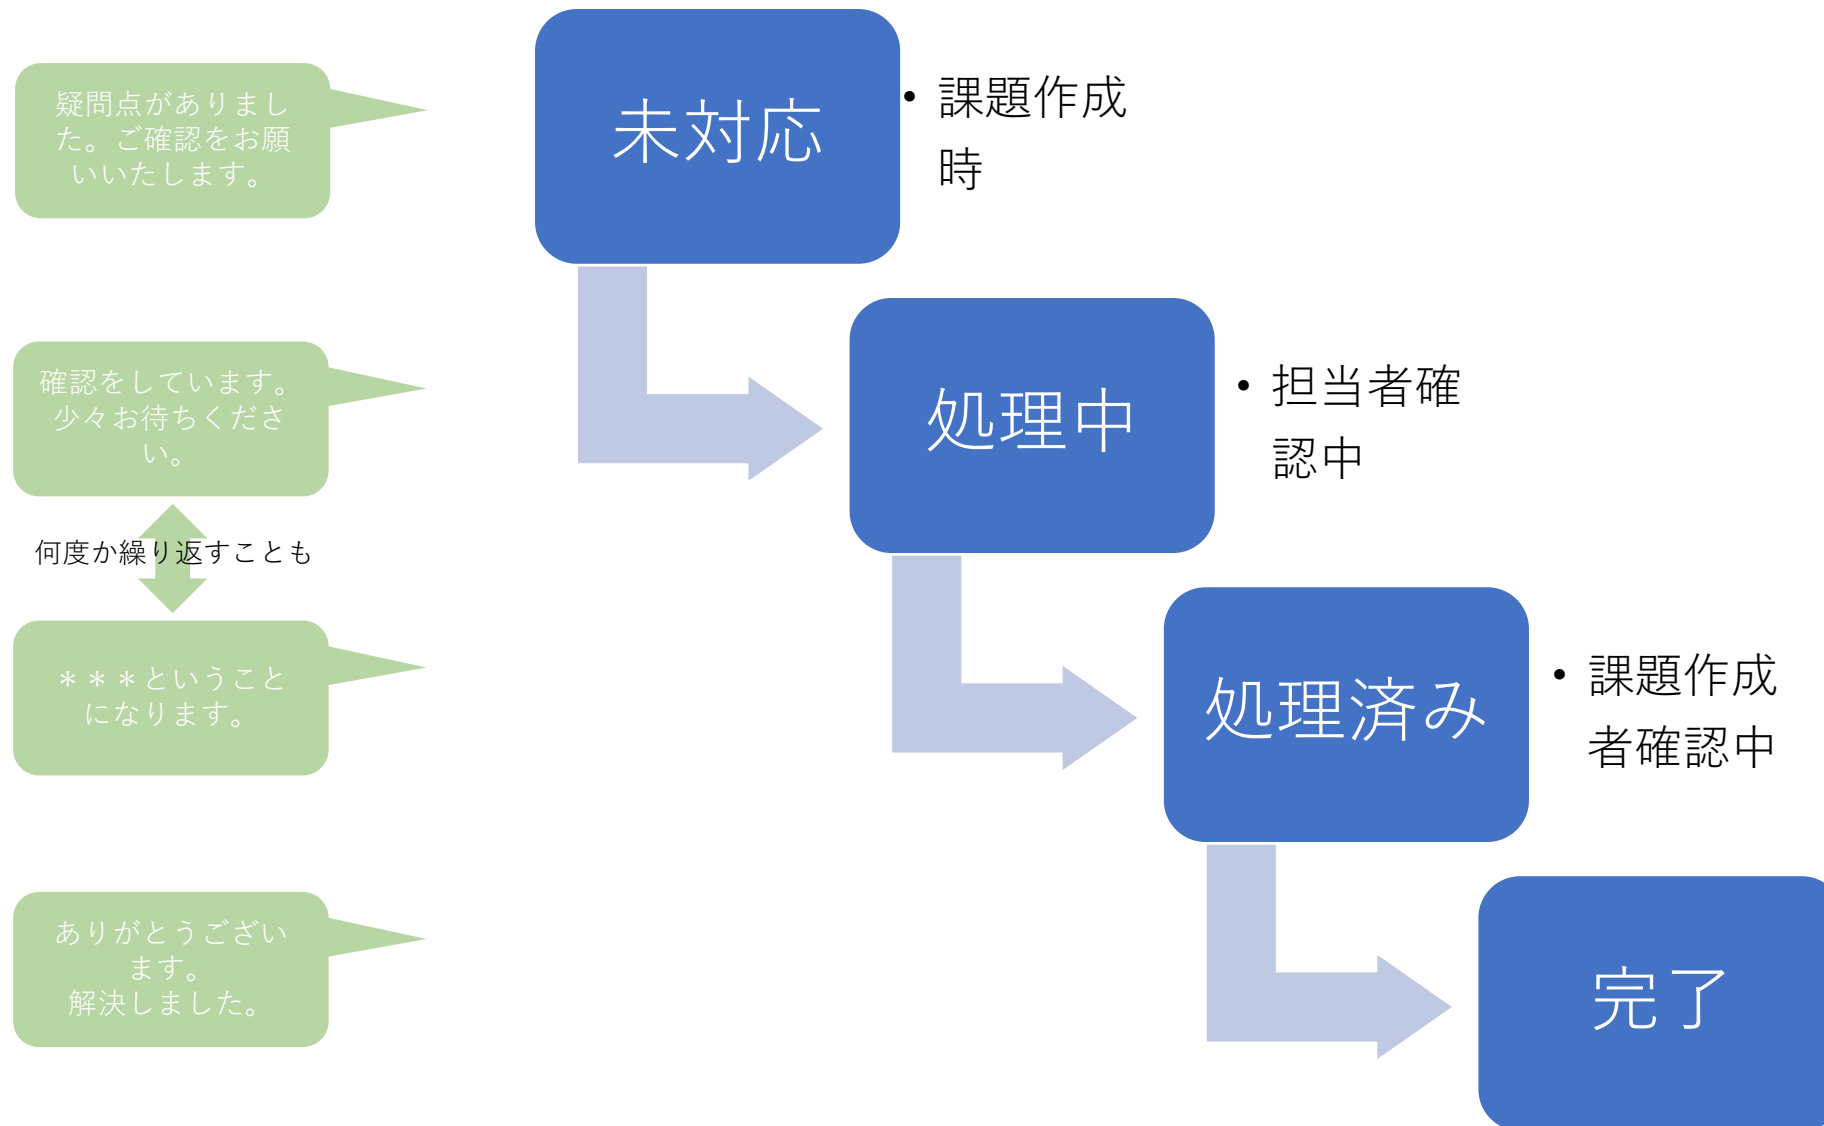 疑問点がありまし
た。ご確認をお願
いいたします。
未対応
• 課題作成
時
確認をしています。
少々お待ちくださ
い。
処理中
• 担当者確
認中
何度か繰り返すことも
＊＊＊ということ
になります。
処理済み
• 課題作成
者確認中
ありがとうござい
ます。
解決しました。
完了